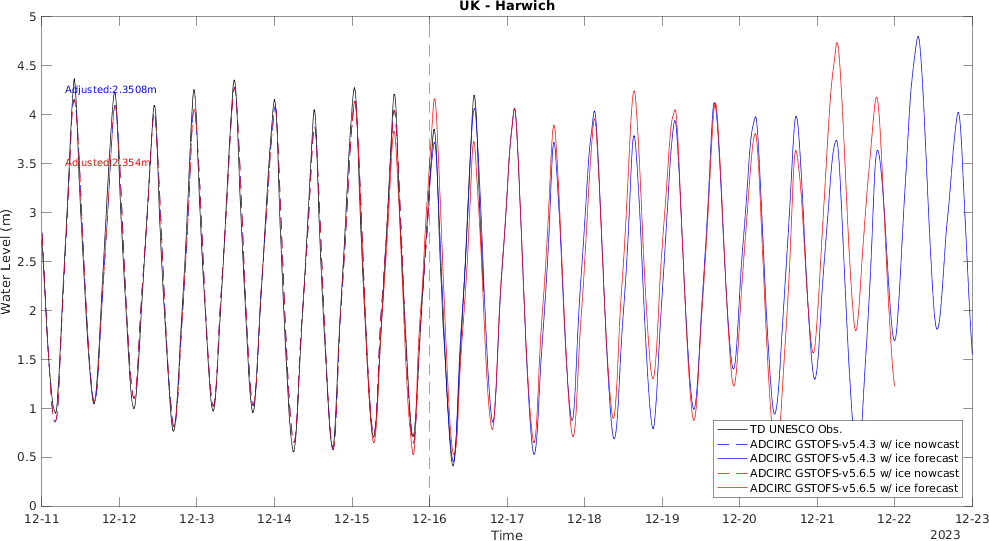 UK - Harwich
5
4.5
4
3.5
3
2.5
2
1.5
1
0.5
0
Water Level (m)
Adjusted:2.3508m
Adjusted:2.354m
TD UNESCO Obs.
ADCIRC GSTOFS-v5.4.3 w/ ice nowcast
ADCIRC GSTOFS-v5.4.3 w/ ice forecast
ADCIRC GSTOFS-v5.6.5 w/ ice nowcast
ADCIRC GSTOFS-v5.6.5 w/ ice forecast
12-11 12-12 12-13 12-14 12-15 12-16 12-17 12-18 12-19 12-20 12-21 12-22 12-23
Time
2023